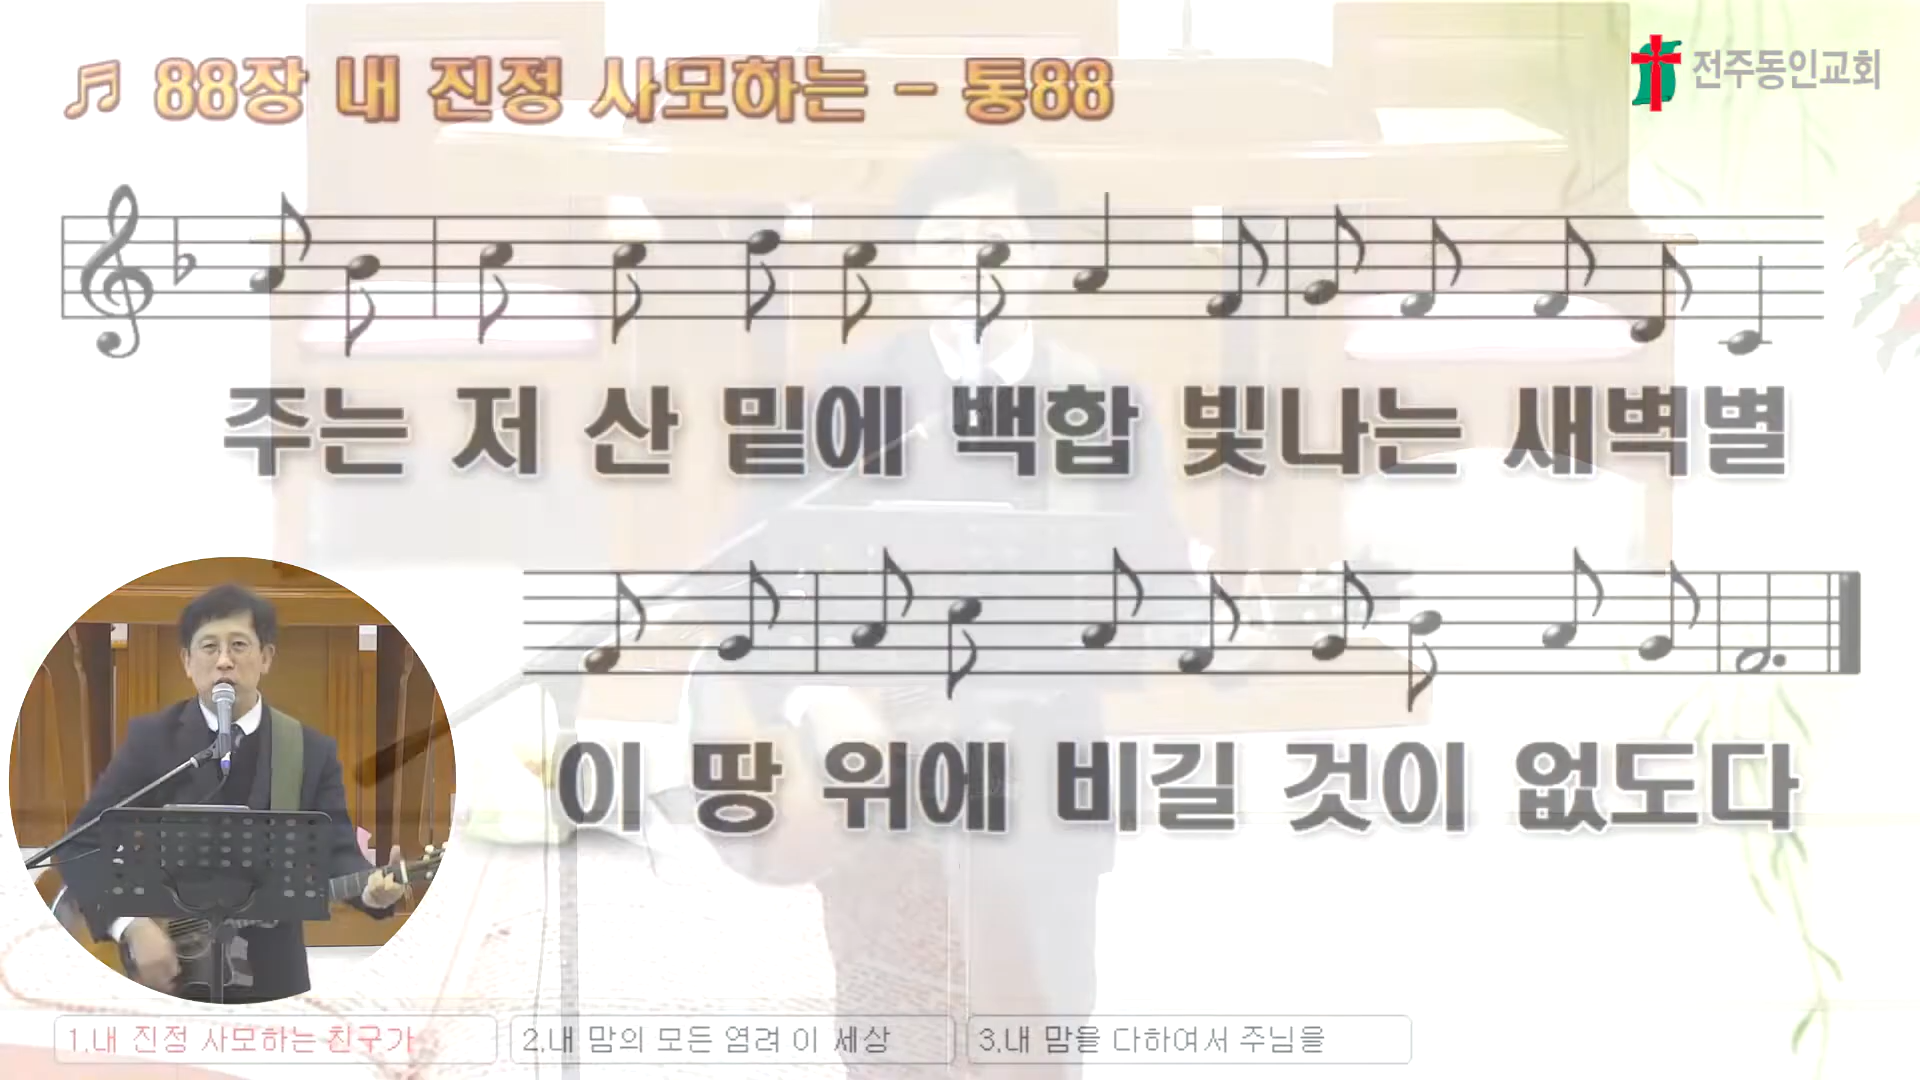 88장 내 진정 사모하는 - 통88
전주동인교회
주는 저 산 밑에 백합 빛나는 새벽별
이 땅 위에 비길 것이 없도다
1.내 진정 사모하는 친구가
2.내 맘의 모든 염려 이 세상
3.내 맘을 다하여서 주님을